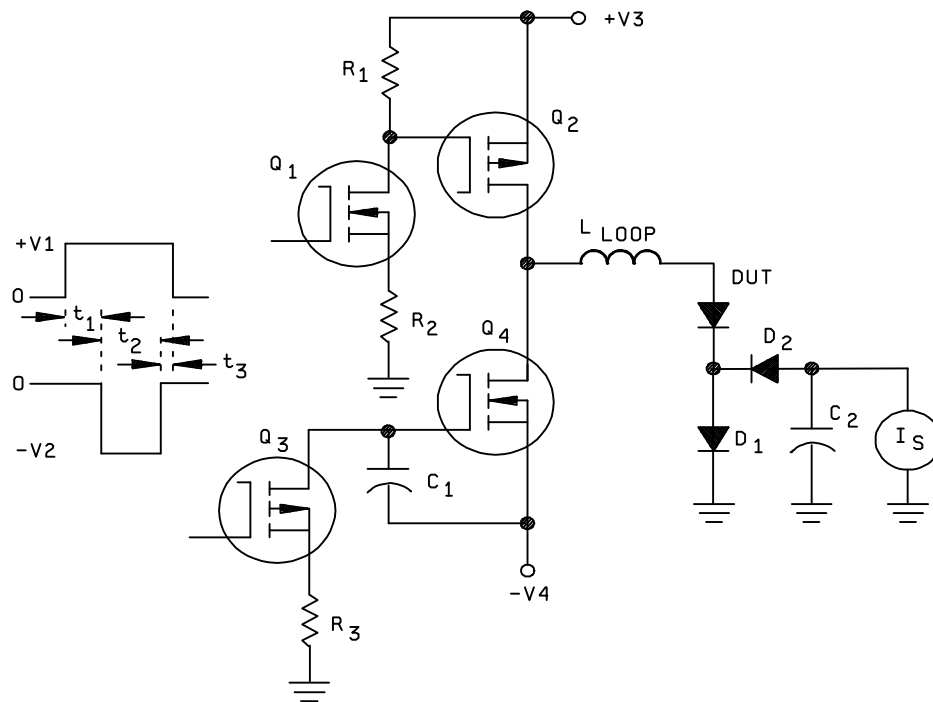 +V3
R1
Q2
Q1
L LOOP
+V1
DUT
0
t1
R2
Q4
D2
t2
t3
0
C2
-V2
Q3
D1
IS
C1
-V4
R3